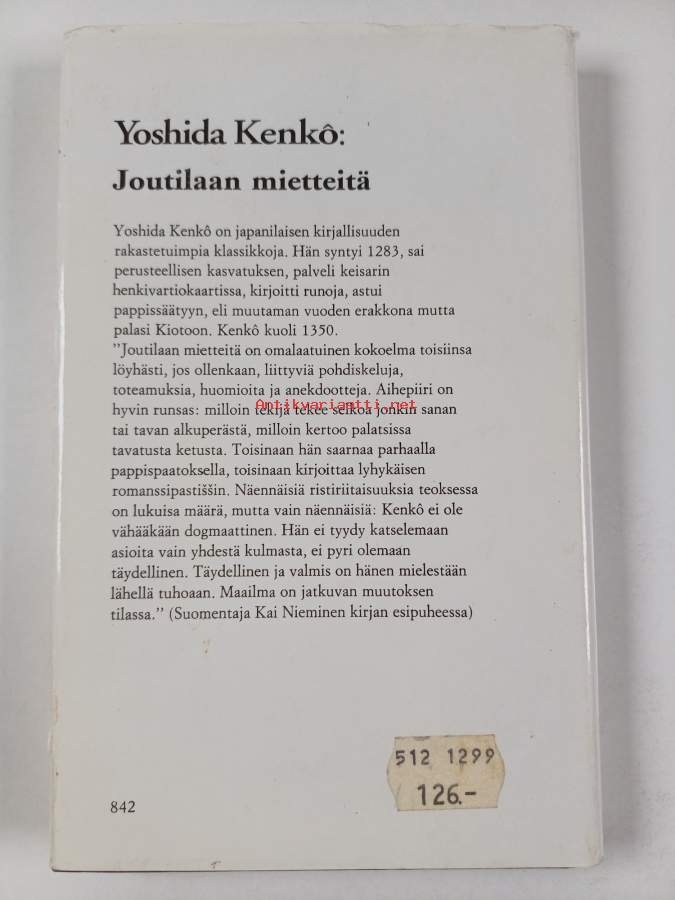 Yoshida Kenkô:
Joutilaan mietteitä
Yoshida Kenkô on japanilaisen kirjallisuuden
rakastetuimpia klassikkoja. Hän syntyi 1283, sai
perusteellisen kasvatuksen, palveli keisarin
henkivartiokaartissa, kirjoitti runoja, astui
pappissäätyyn, eli muutaman vuoden erakkona mutta
palasi Kiotoon. Kenkô kuoli 1350.
”Joutilaan mietteitä on omalaatuinen kokoelma toisiinsa
löyhästi, jos ollenkaan, liittyviä pohdiskeluja,
toteamuksia, huomioita ja anekdootteja. Aihepiiri on
Antikvariaatti.net
hyvin runsas: milloin tekijä tekee selkoa jonkin sanan
tai tavan alkuperästä, milloin kertoo palatsissa
tavatusta ketusta. Toisinaan hän saarnaa parhaalla
pappispaatoksella, toisinaan kirjoittaa lyhykäisen
romanssipastiššin. Näennäisiä ristiriitaisuuksia teoksessa
on lukuisa määrä, mutta vain näennäisiä: Kenkô ei ole
vähääkään dogmaattinen. Hän ei tyydy katselemaan
asioita vain yhdestä kulmasta, ei pyri olemaan
täydellinen. Täydellinen ja valmis on hänen mielestään
lähellä tuhoaan. Maailma on jatkuvan muutoksen
tilassa.” (Suomentaja Kai Nieminen kirjan esipuheessa)
512 1299
126.-
842